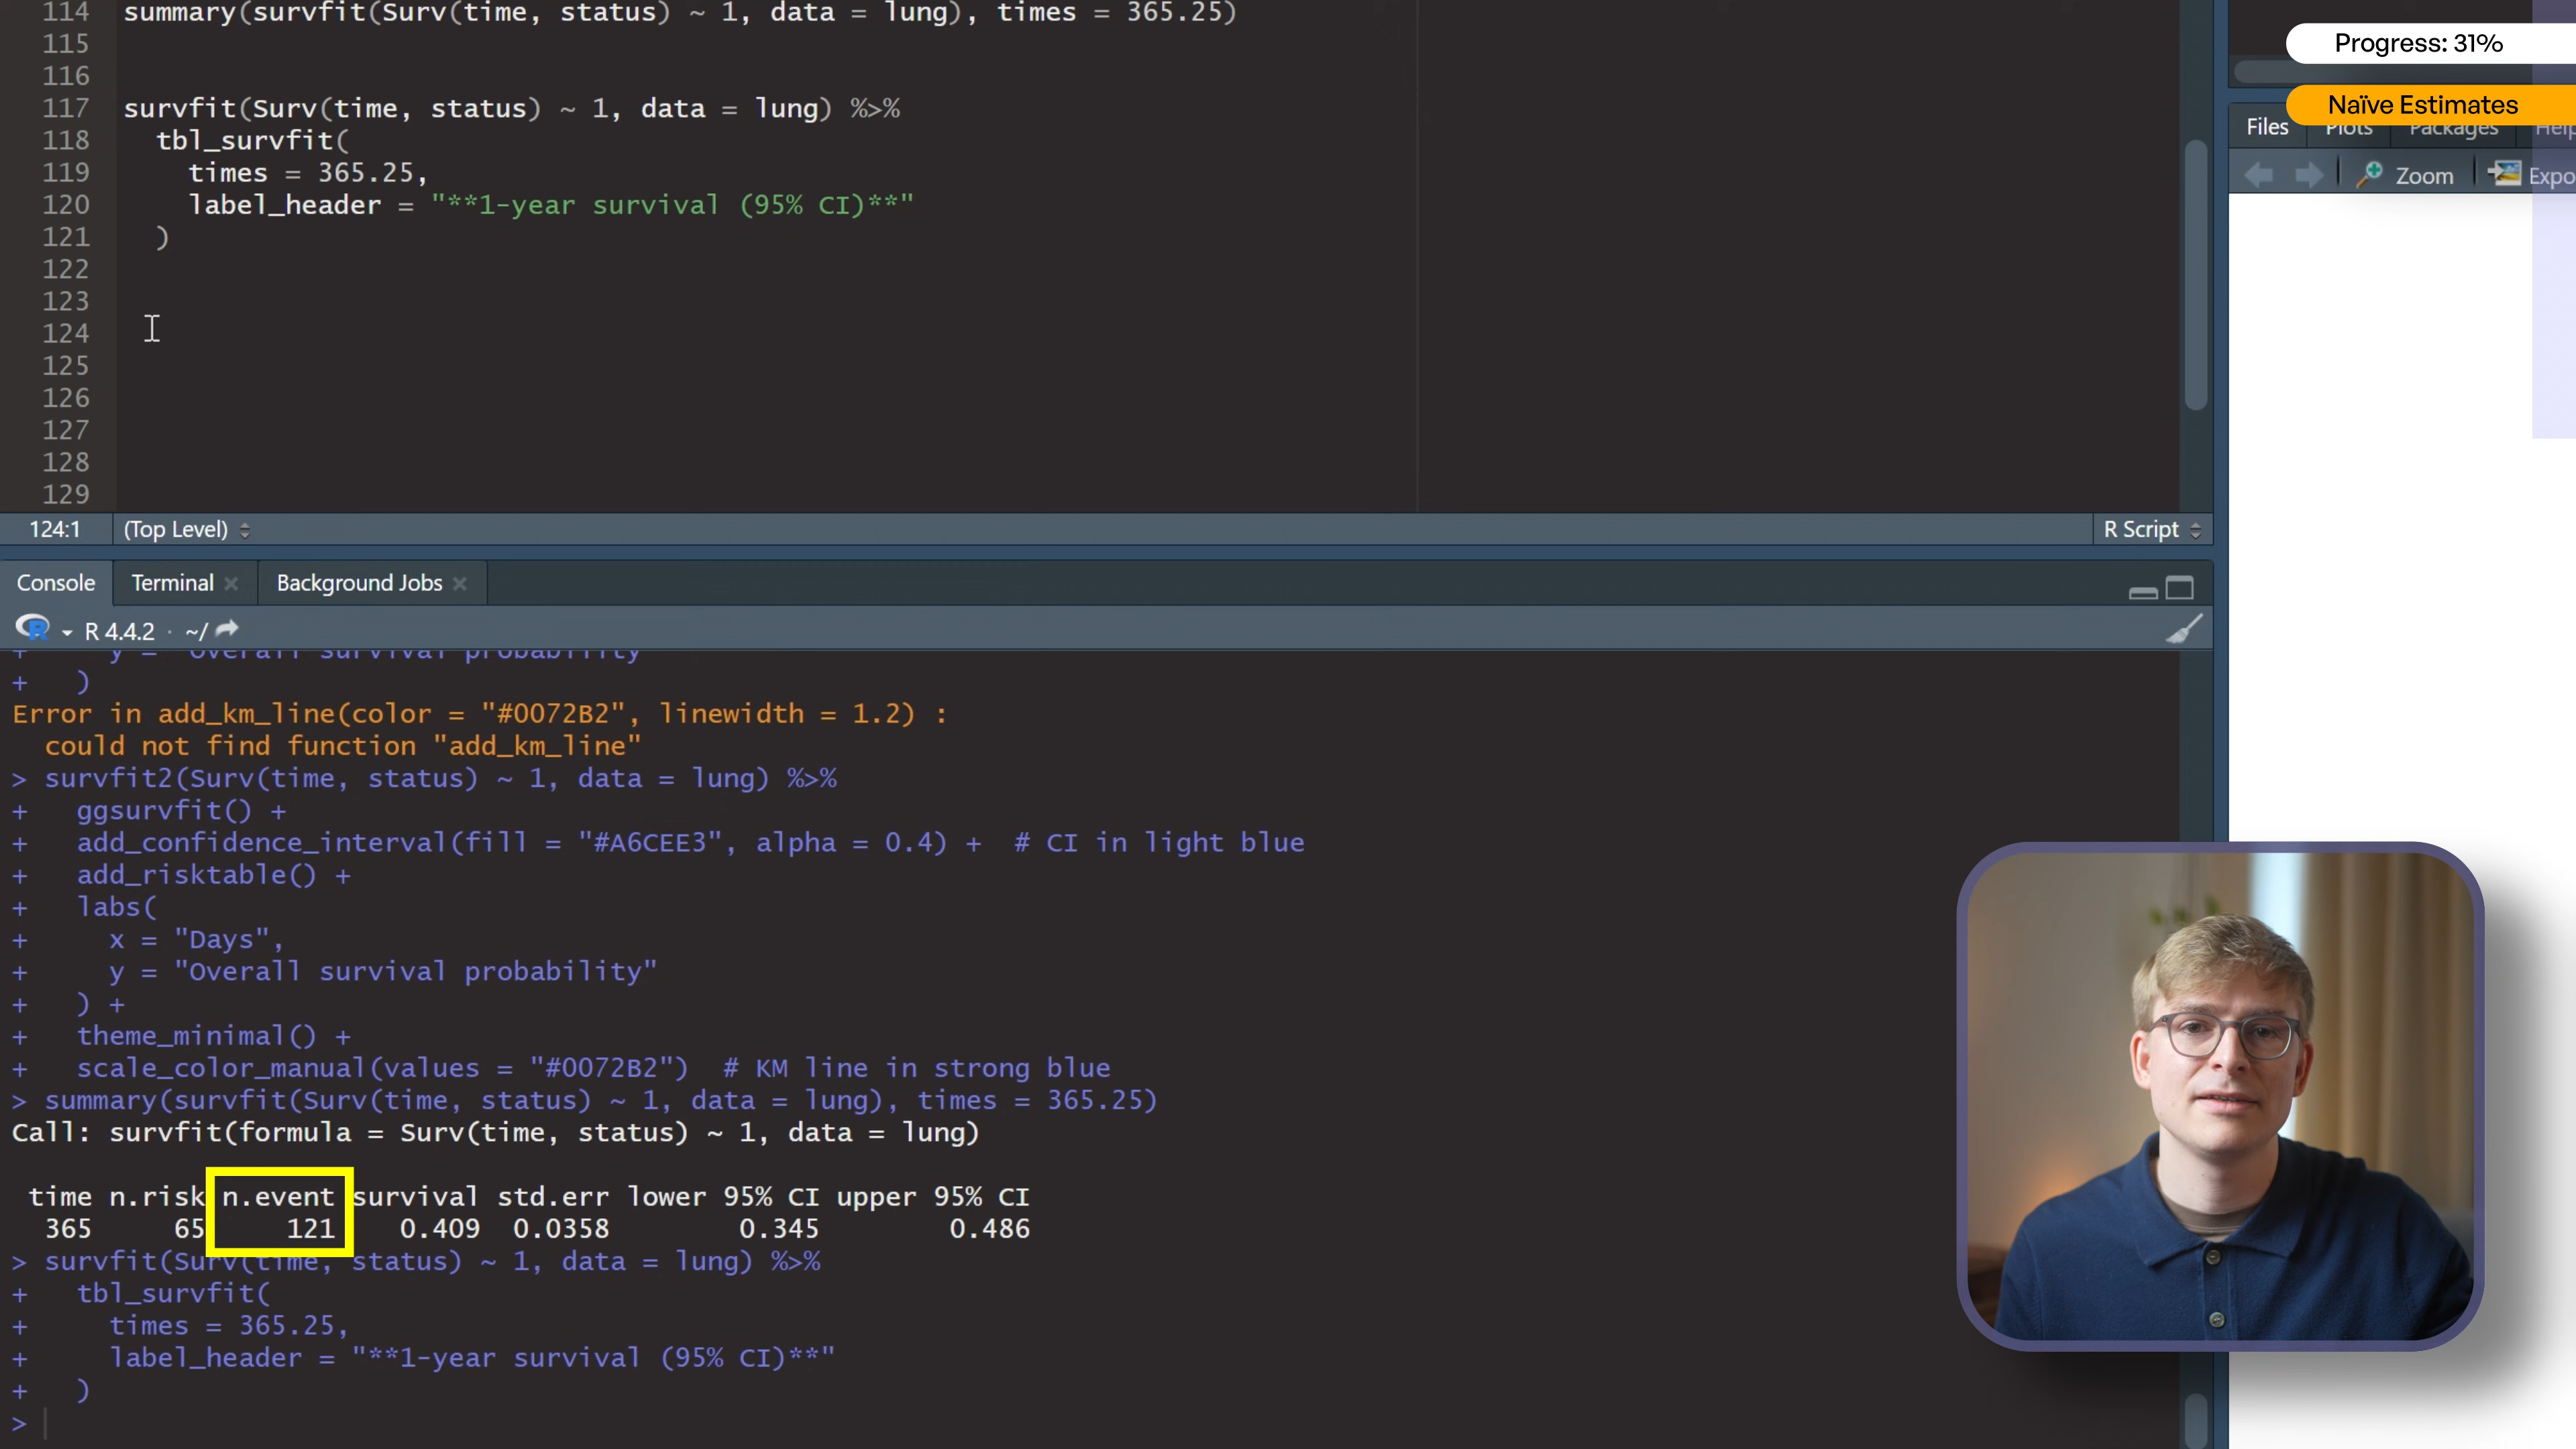 114 summary(survfit(Surv(time, status) ~ 1, data = lung), times = 365.25)
115
116
117 survfit(Surv(time, status) ~ 1, data = lung) %>%
118   tbl_survfit(
119     times = 365.25,
120     label_header = "**1-year survival (95% CI)**"
121   )
122
123
124
125
126
127
128
129
124:1 (Top Level) R Script
Progress: 31%
Naïve Estimates
Files Plots Packages Help
Zoom Expo
Console Terminal Background Jobs
R 4.4.2 · ~/
+     y = "Overall survival probability"
+   )
Error in add_km_line(color = "#0072B2", linewidth = 1.2) :
  could not find function "add_km_line"
> survfit2(Surv(time, status) ~ 1, data = lung) %>%
+   ggsurvfit() +
+   add_confidence_interval(fill = "#A6CEE3", alpha = 0.4) +  # CI in light blue
+   add_risktable() +
+   labs(
+     x = "Days",
+     y = "Overall survival probability"
+   ) +
+   theme_minimal() +
+   scale_color_manual(values = "#0072B2")  # KM line in strong blue
> summary(survfit(Surv(time, status) ~ 1, data = lung), times = 365.25)
Call: survfit(formula = Surv(time, status) ~ 1, data = lung)
time n.risk n.event survival std.err lower 95% CI upper 95% CI
365 65 121 0.409 0.0358 0.345 0.486
> survfit(Surv(time, status) ~ 1, data = lung) %>%
+   tbl_survfit(
+     times = 365.25,
+     label_header = "**1-year survival (95% CI)**"
+   )
>